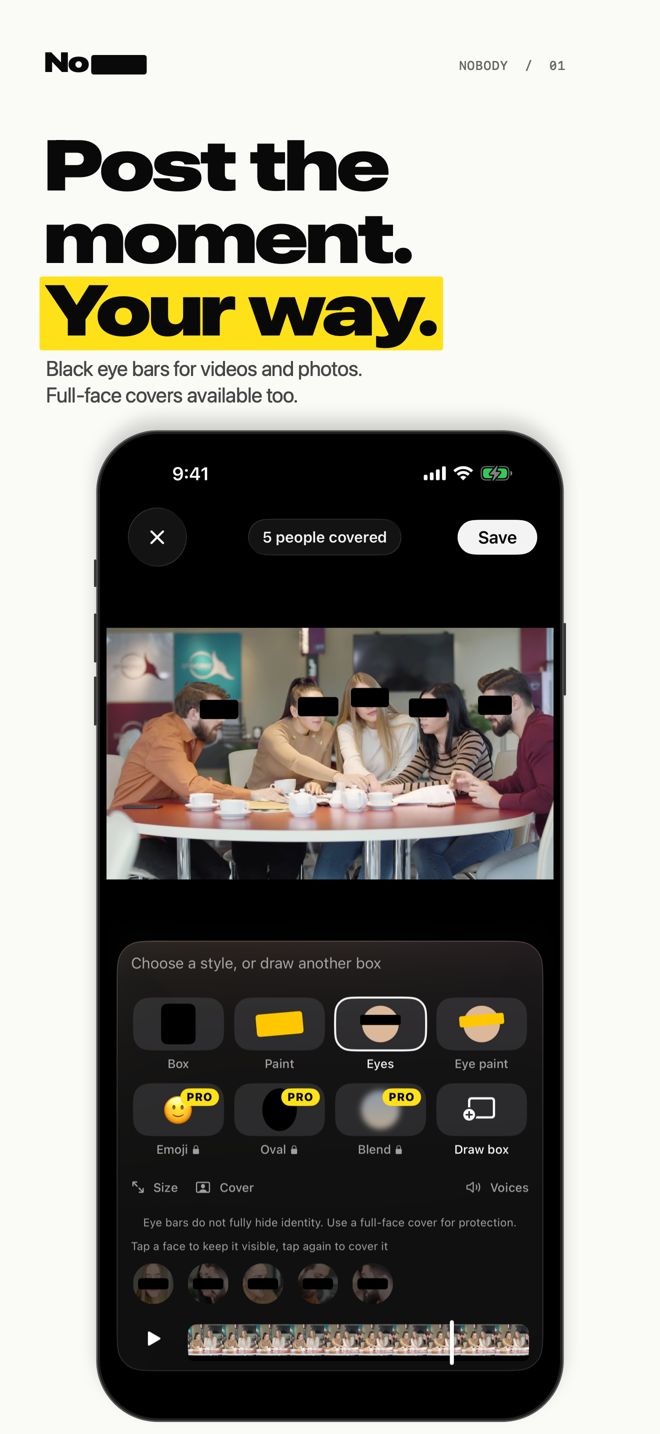 No
NOBODY / 01
Post the
moment.
Your way.
Black eye bars for videos and photos.
Full-face covers available too.
9:41
5 people covered
Save
Choose a style, or draw another box
Box
Paint
Eyes
Eye paint
PRO
PRO
PRO
Emoji
Oval
Blend
Draw box
Size
Cover
Voices
Eye bars do not fully hide identity. Use a full-face cover for protection.
Tap a face to keep it visible, tap again to cover it